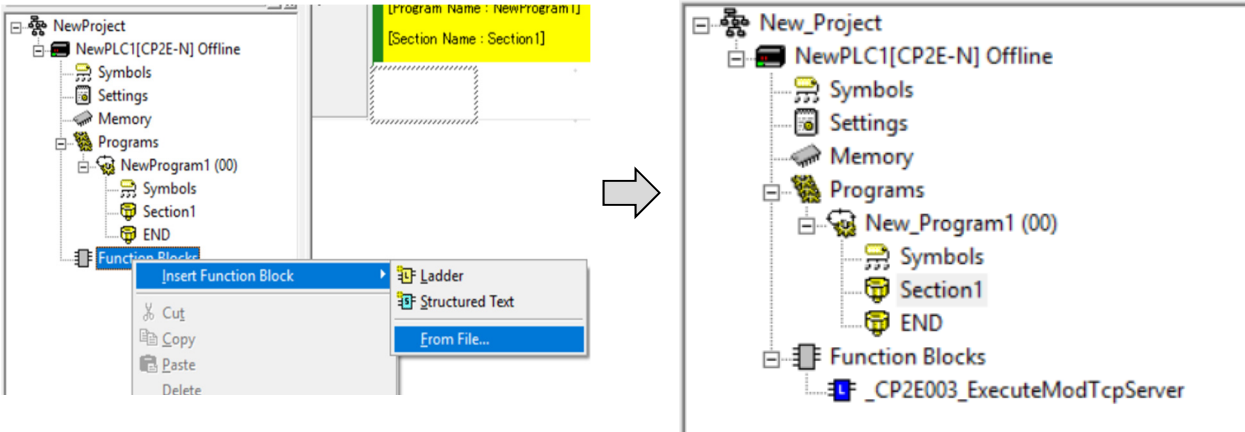 NewProject
NewPLC1[CP2E-N] Offline
Symbols
Settings
Memory
Programs
NewProgram1 (00)
Symbols
Section1
END
Function Blocks
[Program Name : NewProgram1]
[Section Name : Section1]
Insert Function Block
Cut
Copy
Paste
Delete
Ladder
Structured Text
From File...
New_Project
NewPLC1[CP2E-N] Offline
Symbols
Settings
Memory
Programs
New_Program1 (00)
Symbols
Section1
END
Function Blocks
_CP2E003_ExecuteModTcpServer